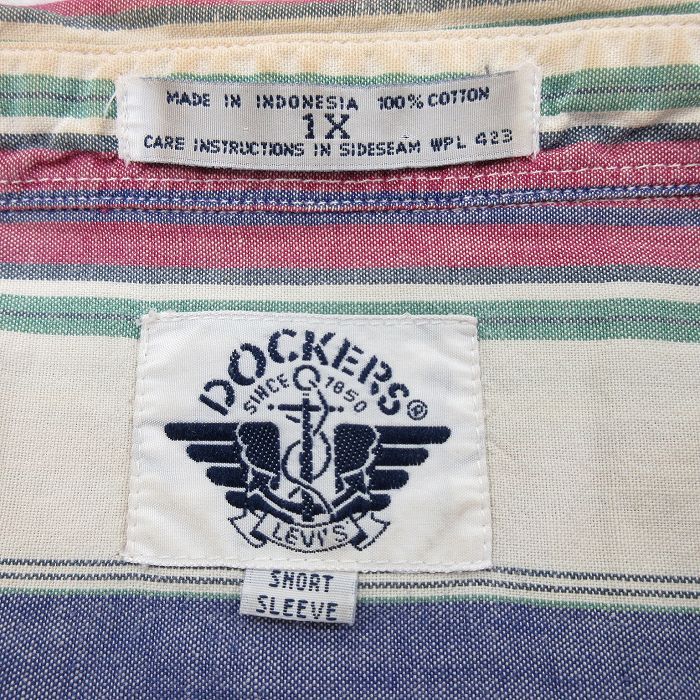 MADE IN INDONESIA 100% COTTON
1X
CARE INSTRUCTIONS IN SIDESEAM WPL 423
DOCKERS®
SINCE 1850
LEVI'S
SHORT
SLEEVE